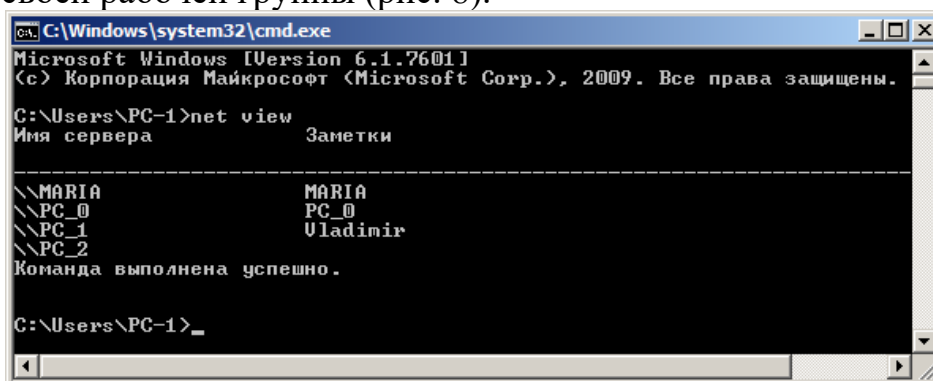 своей рабочей группы (рис. 8).
C:\Windows\system32\cmd.exe
Microsoft Windows [Version 6.1.7601]
(c) Корпорация Майкрософт (Microsoft Corp.), 2009. Все права защищены.
C:\Users\PC-1>net view
Имя сервера Заметки
-------------------------------------------------------------------------------
\\MARIA MARIA
\\PC_0 PC_0
\\PC_1 Vladimir
\\PC_2
Команда выполнена успешно.
C:\Users\PC-1>_